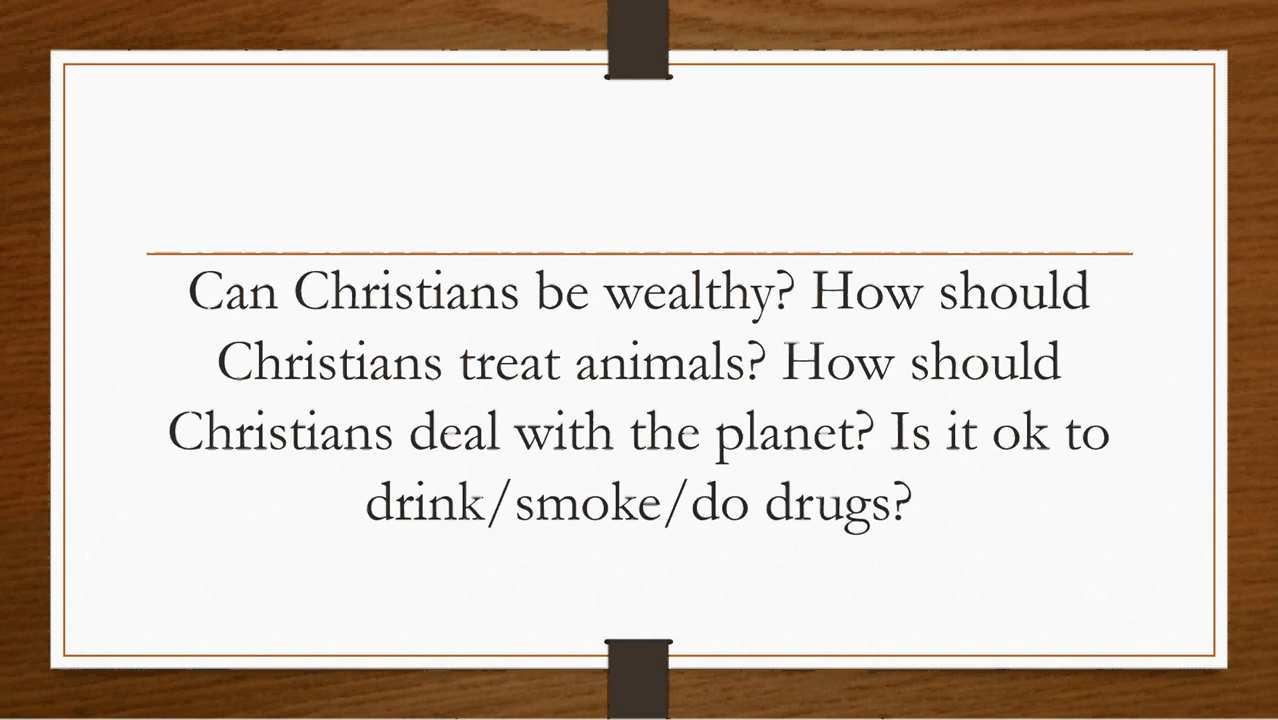 Can Christians be wealthy? How should
Christians treat animals? How should
Christians deal with the planet? Is it ok to
drink/smoke/do drugs?